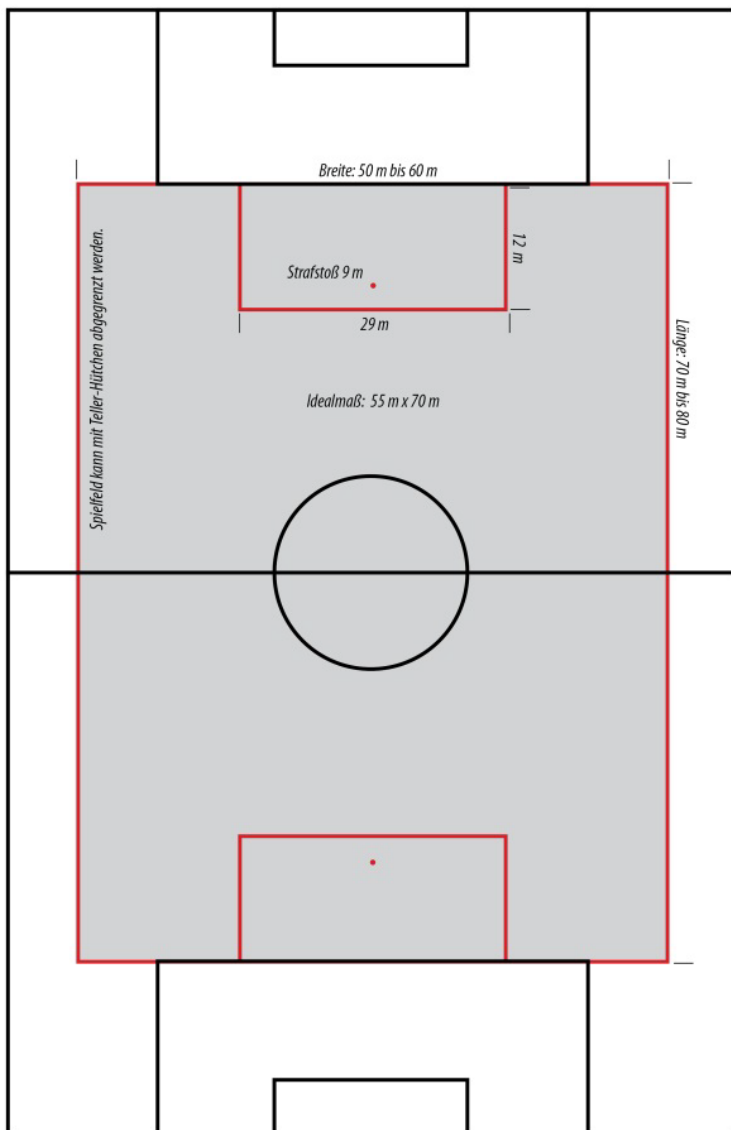 Breite: 50 m bis 60 m
Spielfeld kann mit Teller-Hütchen abgegrenzt werden.
12 m
Strafstoß 9 m
29 m
Länge: 70 m bis 80 m
Idealmaß: 55 m x 70 m